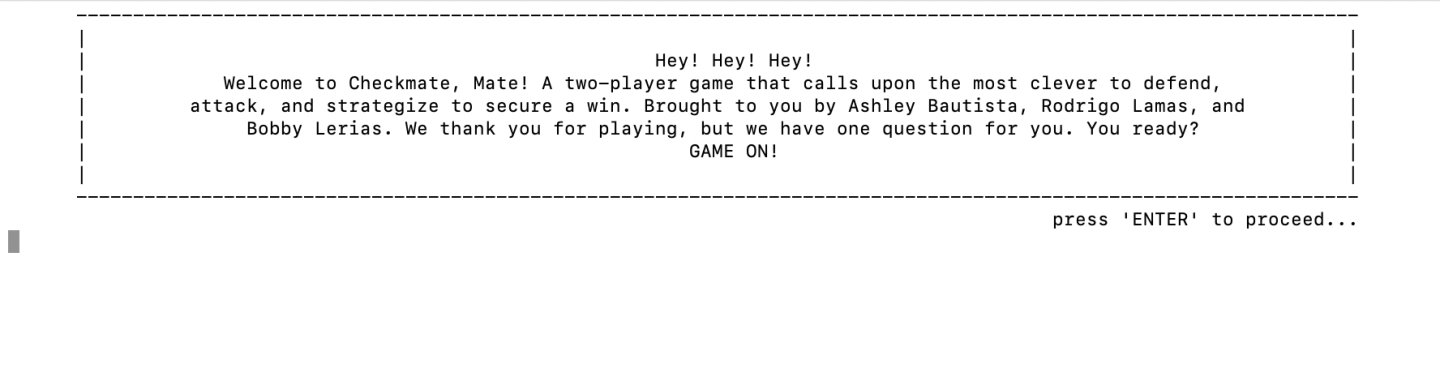 Hey! Hey! Hey!
Welcome to Checkmate, Mate! A two-player game that calls upon the most clever to defend,
attack, and strategize to secure a win. Brought to you by Ashley Bautista, Rodrigo Lamas, and
Bobby Lerias. We thank you for playing, but we have one question for you. You ready?
GAME ON!
press 'ENTER' to proceed...